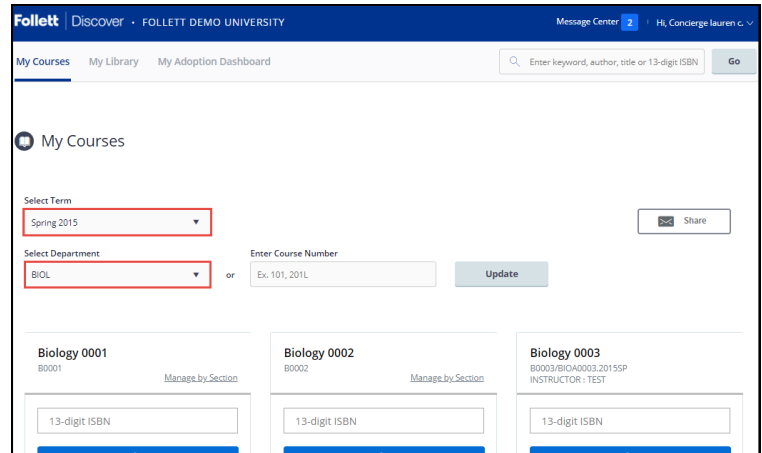 Follett | Discover • FOLLETT DEMO UNIVERSITY Message Center 2 Hi, Concierge lauren c.
My Courses My Library My Adoption Dashboard Enter keyword, author, title or 13-digit ISBN Go
My Courses
Select Term
Spring 2015 Share
Select Department Enter Course Number
BIOL or Ex. 101, 201L Update
Biology 0001 Biology 0002 Biology 0003
B0001 B0002 B0003/BIOA0003.2015SP
Manage by Section Manage by Section INSTRUCTOR : TEST
13-digit ISBN 13-digit ISBN 13-digit ISBN